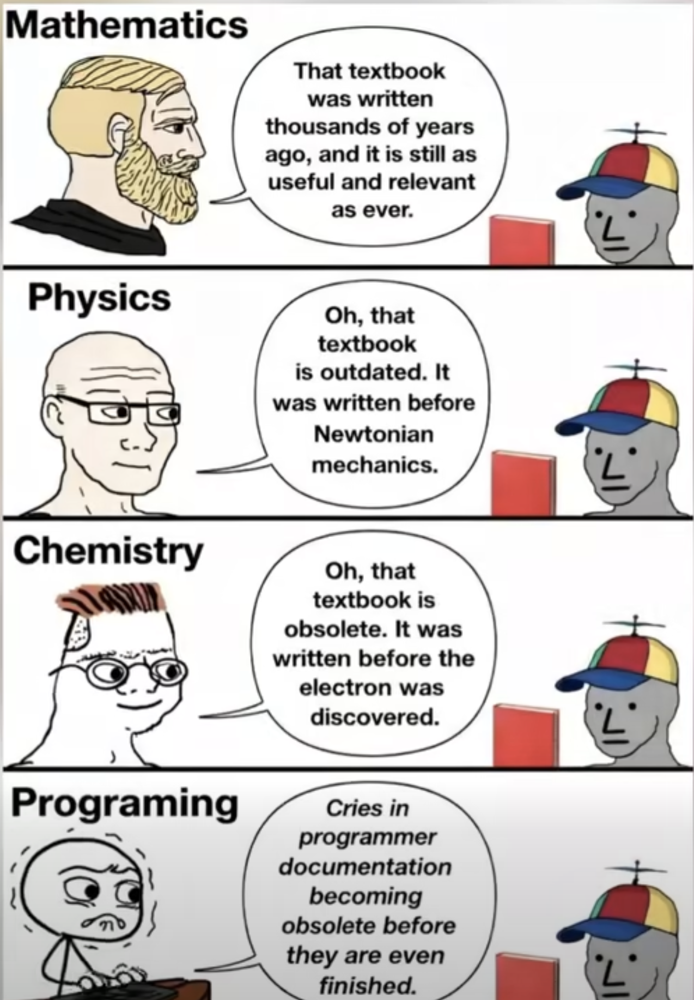 Mathematics
That textbook
was written
thousands of years
ago, and it is still as
useful and relevant
as ever.
Physics
Oh, that
textbook
is outdated. It
was written before
Newtonian
mechanics.
Chemistry
Oh, that
textbook is
obsolete. It was
written before the
electron was
discovered.
Programing
Cries in
programmer
documentation
becoming
obsolete before
they are even
finished.